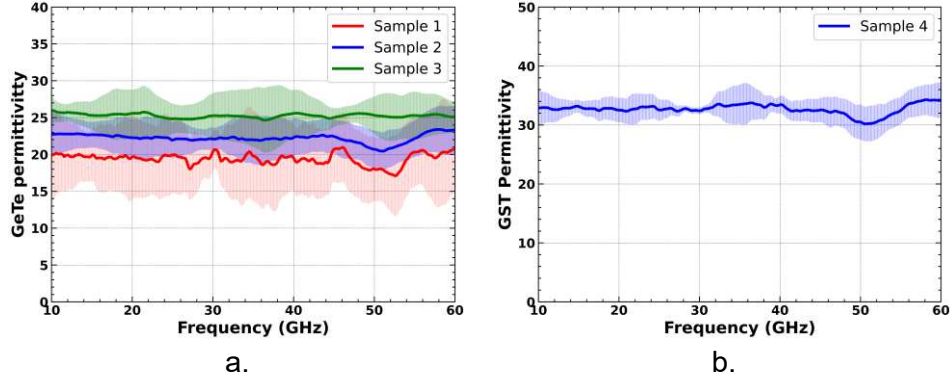 40
35
30
25
20
15
10
5
0
GeTe permittivitty
Sample 1
Sample 2
Sample 3
10 20 30 40 50 60
Frequency (GHz)
a.
50
40
30
20
10
0
GST Permittivity
Sample 4
10 20 30 40 50 60
Frequency (GHz)
b.